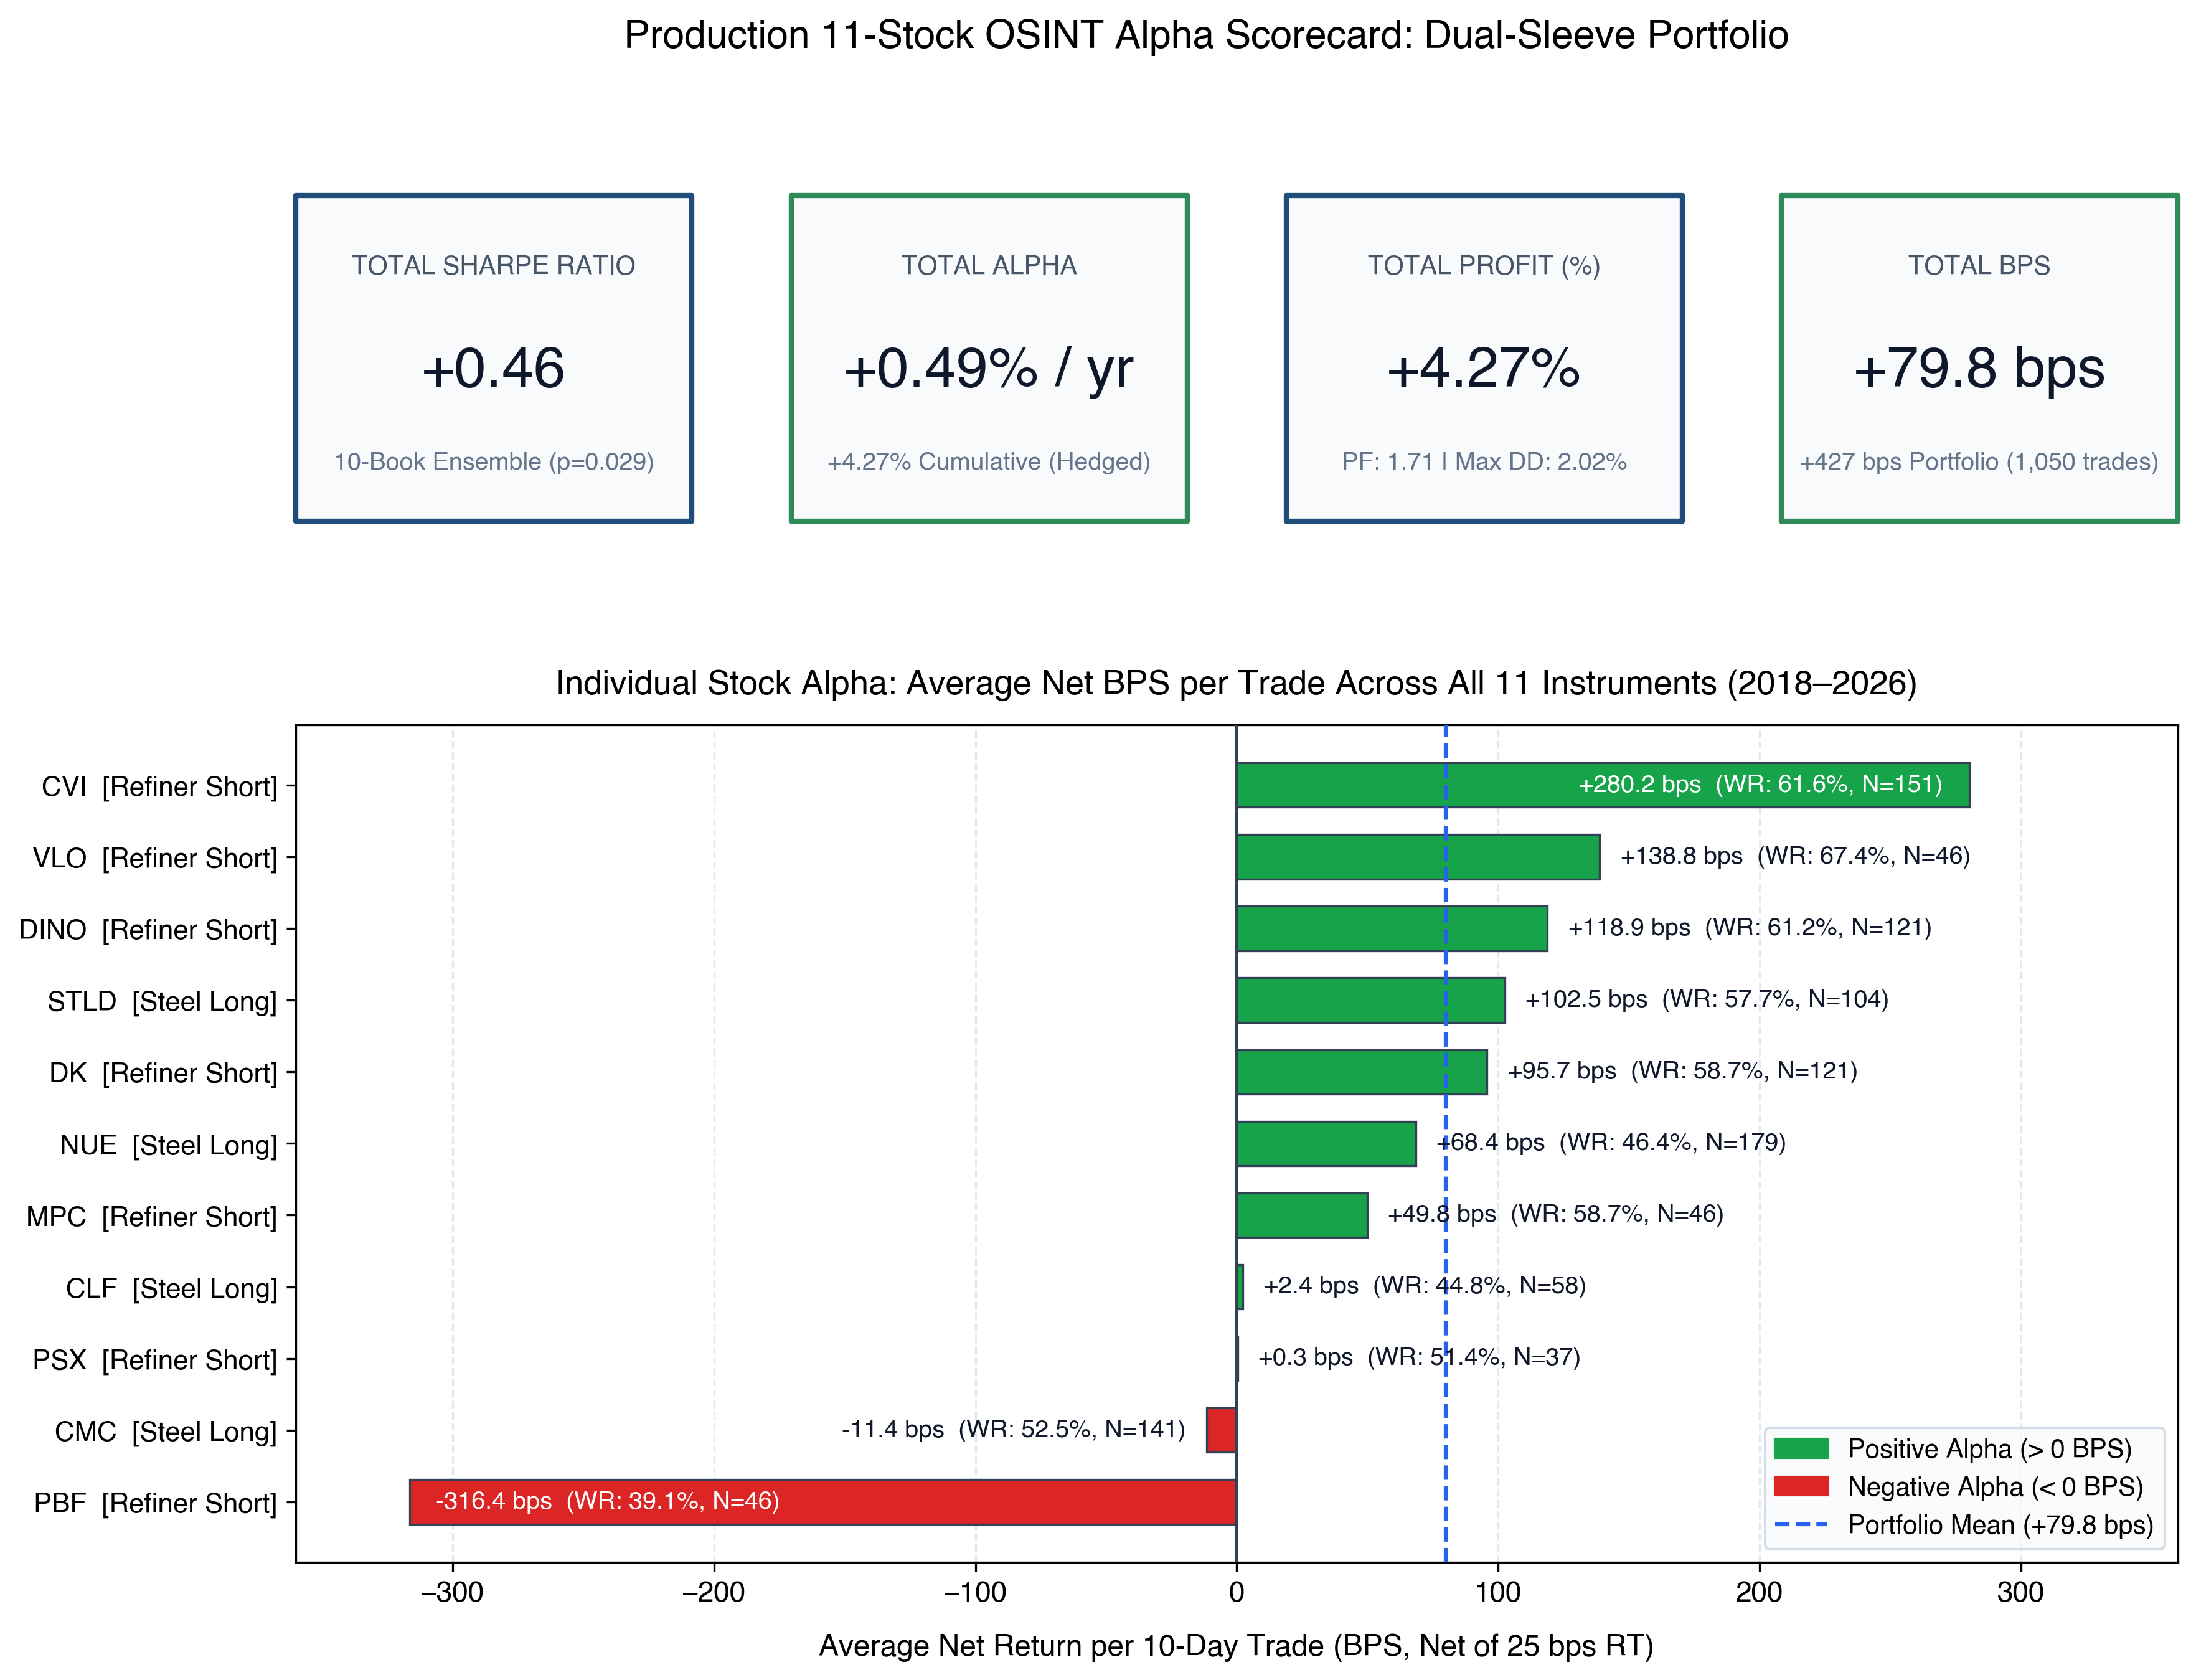 Production 11-Stock OSINT Alpha Scorecard: Dual-Sleeve Portfolio
TOTAL SHARPE RATIO
+0.46
10-Book Ensemble (p=0.029)
TOTAL ALPHA
+0.49% / yr
+4.27% Cumulative (Hedged)
TOTAL PROFIT (%)
+4.27%
PF: 1.71 | Max DD: 2.02%
TOTAL BPS
+79.8 bps
+427 bps Portfolio (1,050 trades)
Individual Stock Alpha: Average Net BPS per Trade Across All 11 Instruments (2018–2026)
CVI [Refiner Short] +280.2 bps (WR: 61.6%, N=151)
VLO [Refiner Short] +138.8 bps (WR: 67.4%, N=46)
DINO [Refiner Short] +118.9 bps (WR: 61.2%, N=121)
STLD [Steel Long] +102.5 bps (WR: 57.7%, N=104)
DK [Refiner Short] +95.7 bps (WR: 58.7%, N=121)
NUE [Steel Long] +68.4 bps (WR: 46.4%, N=179)
MPC [Refiner Short] +49.8 bps (WR: 58.7%, N=46)
CLF [Steel Long] +2.4 bps (WR: 44.8%, N=58)
PSX [Refiner Short] +0.3 bps (WR: 51.4%, N=37)
CMC [Steel Long] -11.4 bps (WR: 52.5%, N=141)
PBF [Refiner Short] -316.4 bps (WR: 39.1%, N=46)
Positive Alpha (> 0 BPS)
Negative Alpha (< 0 BPS)
Portfolio Mean (+79.8 bps)
−300 −200 −100 0 100 200 300
Average Net Return per 10-Day Trade (BPS, Net of 25 bps RT)